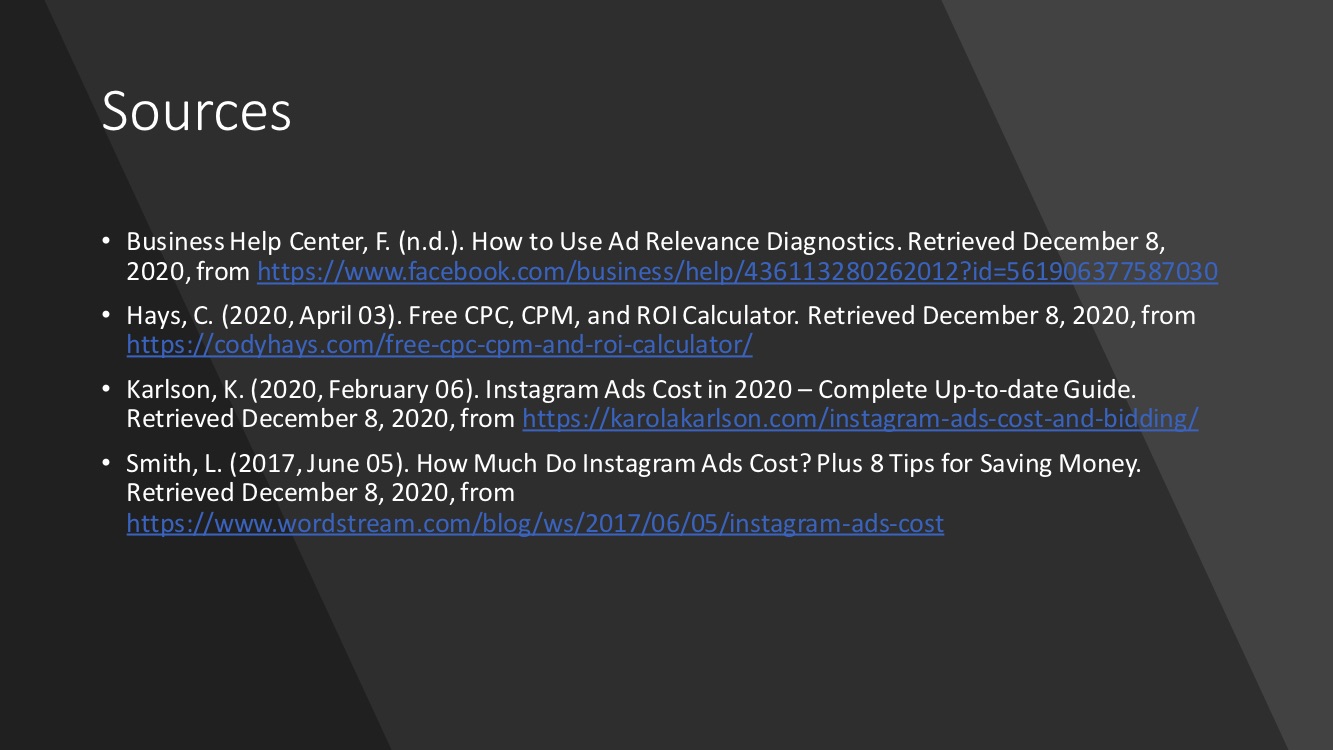 Sources
• Business Help Center, F. (n.d.). How to Use Ad Relevance Diagnostics. Retrieved December 8,
2020, from https://www.facebook.com/business/help/436113280262012?id=561906377587030
• Hays, C. (2020, April 03). Free CPC, CPM, and ROI Calculator. Retrieved December 8, 2020, from
https://codyhays.com/free-cpc-cpm-and-roi-calculator/
• Karlson, K. (2020, February 06). Instagram Ads Cost in 2020 – Complete Up-to-date Guide.
Retrieved December 8, 2020, from https://karolakarlson.com/instagram-ads-cost-and-bidding/
• Smith, L. (2017, June 05). How Much Do Instagram Ads Cost? Plus 8 Tips for Saving Money.
Retrieved December 8, 2020, from
https://www.wordstream.com/blog/ws/2017/06/05/instagram-ads-cost